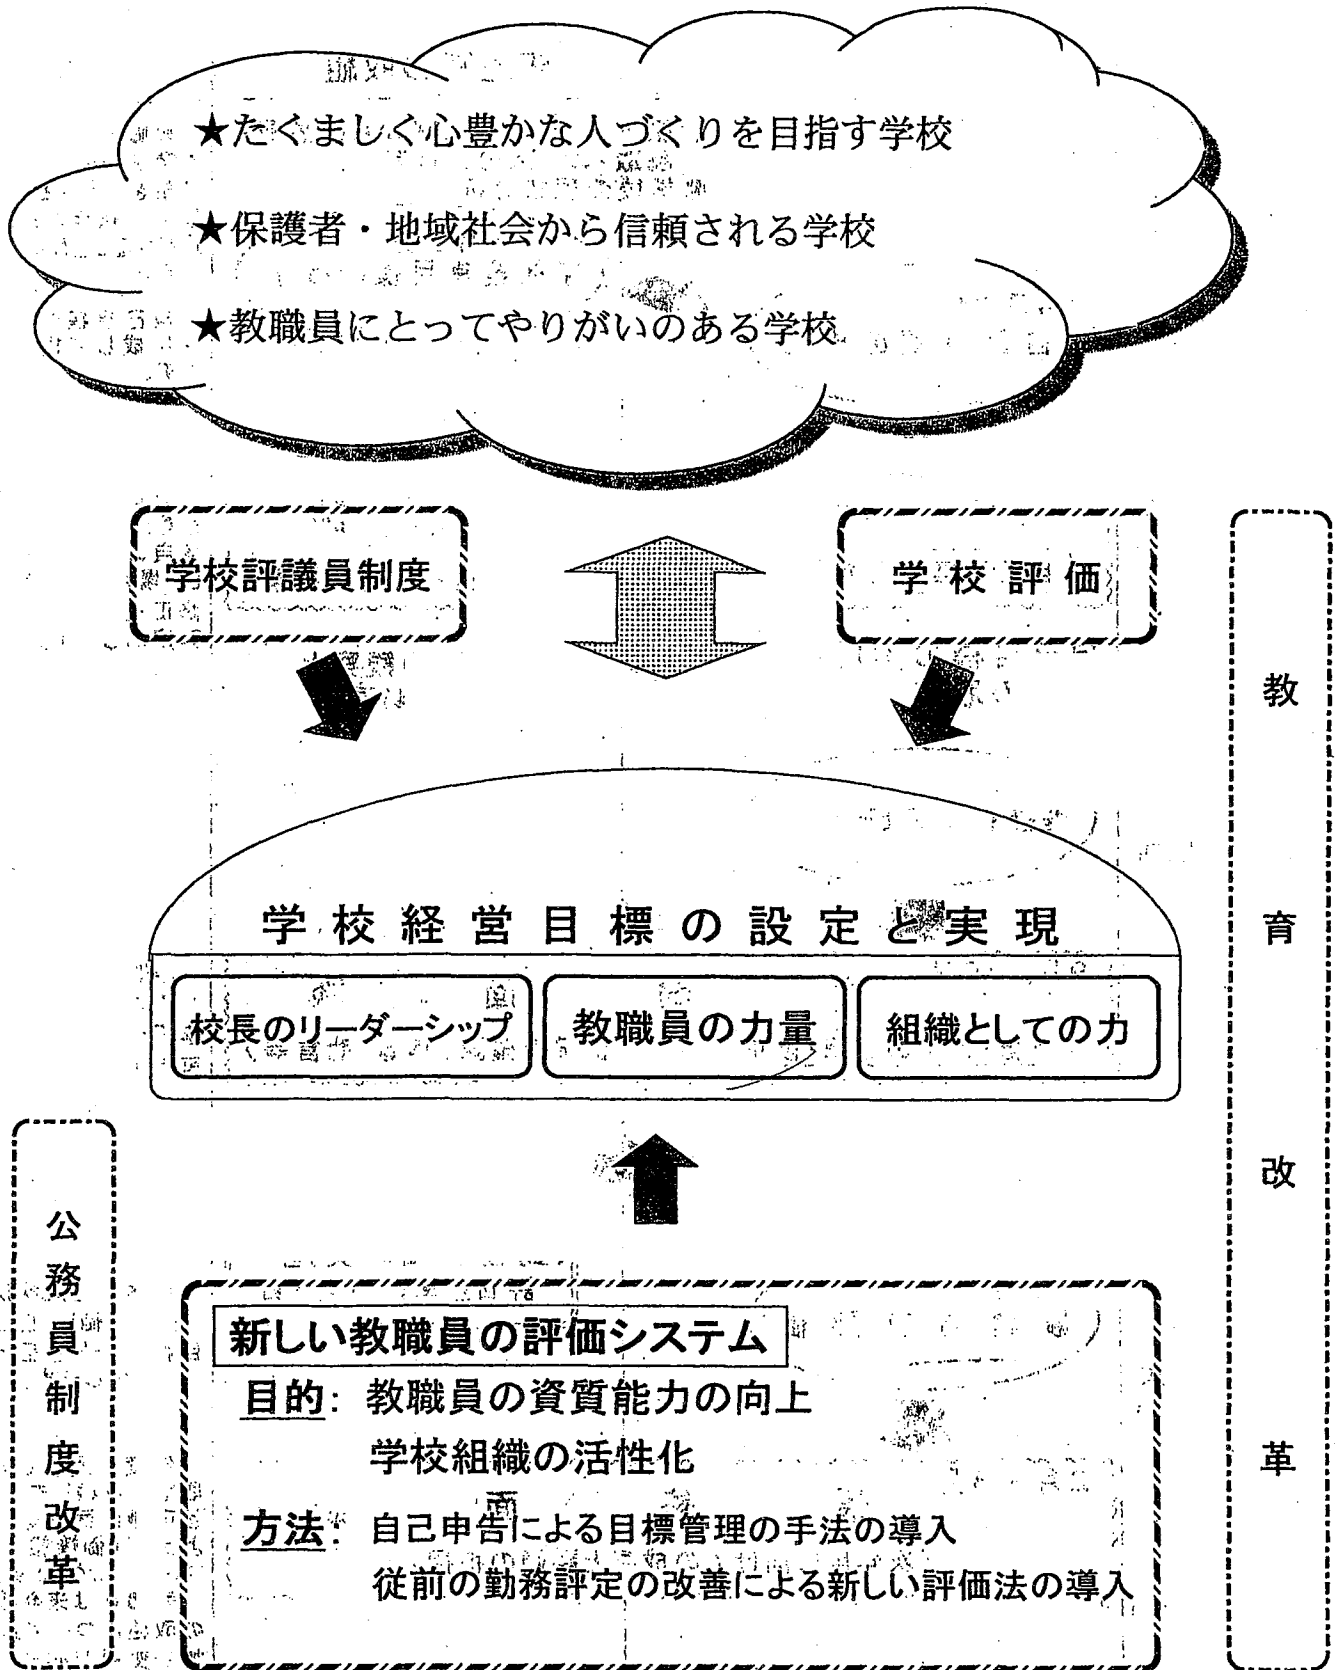 ★たくましく心豊かな人づくりを目指す学校
★保護者・地域社会から信頼される学校
★教職員にとってやりがいのある学校
学校評議員制度
学校評価
学校経営目標の設定と実現
校長のリーダーシップ
教職員の力量
組織としての力
新しい教職員の評価システム
目的: 教職員の資質能力の向上
学校組織の活性化
方法: 自己申告による目標管理の手法の導入
従前の勤務評定の改善による新しい評価法の導入
公務員制度改革
教育改革